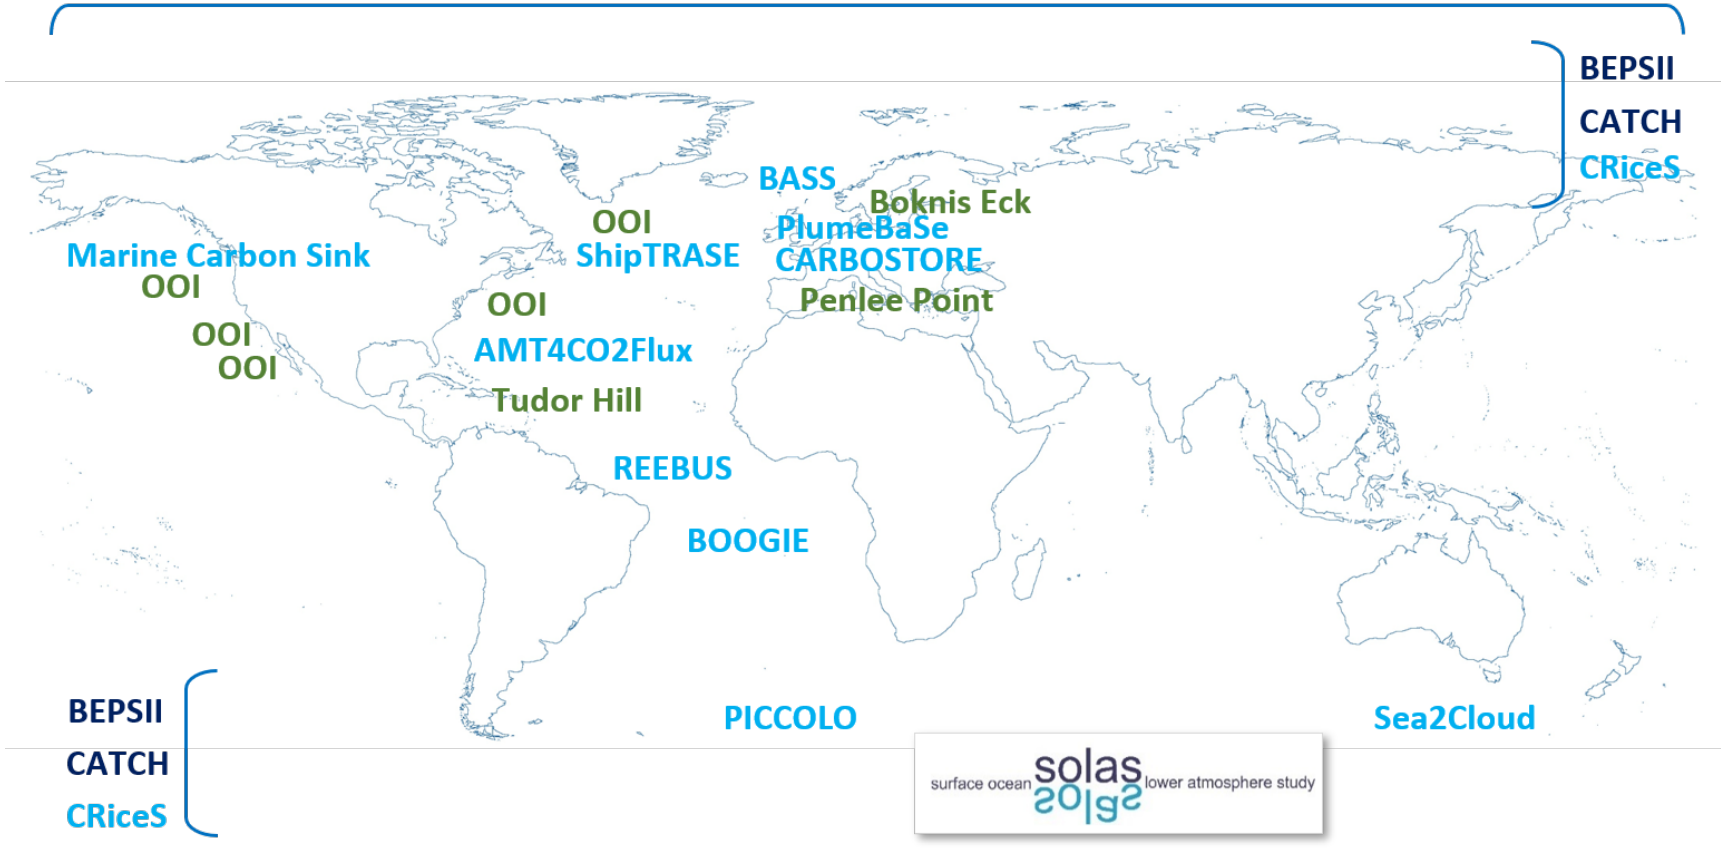 BEPSII
CATCH
CRiceS
BASS
Boknis Eck
OOI
PlumeBaSe
Marine Carbon Sink
ShipTRASE
CARBOSTORE
OOI
OOI
Penlee Point
OOI
AMT4CO2Flux
OOI
Tudor Hill
REEBUS
BOOGIE
BEPSII
PICCOLO
Sea2Cloud
CATCH
CRiceS
surface ocean solas lower atmosphere study
solas